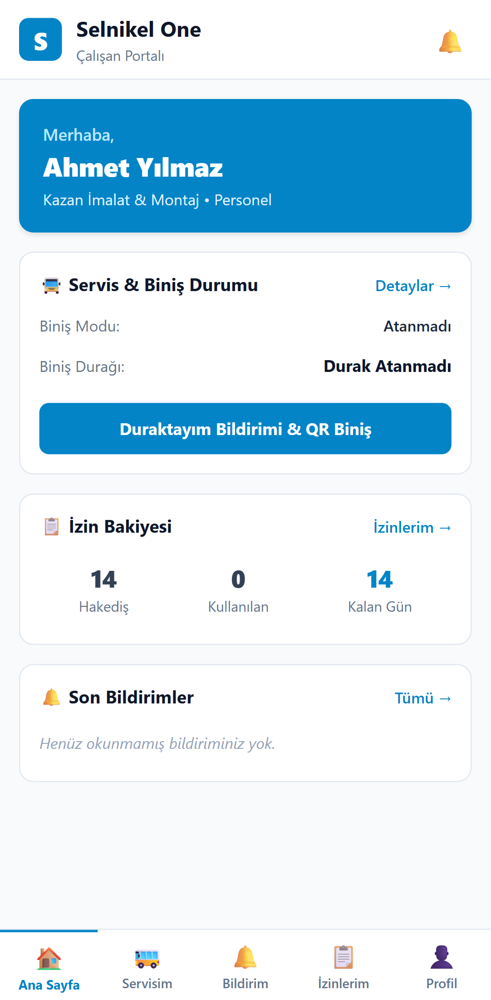 S
Selnikel One
Çalışan Portalı
Merhaba,
Ahmet Yılmaz
Kazan İmalat & Montaj • Personel
Servis & Biniş Durumu
Detaylar →
Biniş Modu:
Atanmadı
Biniş Durağı:
Durak Atanmadı
Duraktayım Bildirimi & QR Biniş
İzin Bakiyesi
İzinlerim →
14
0
14
Hakediş
Kullanılan
Kalan Gün
Son Bildirimler
Tümü →
Henüz okunmamış bildiriminiz yok.
Ana Sayfa
Servisim
Bildirim
İzinlerim
Profil